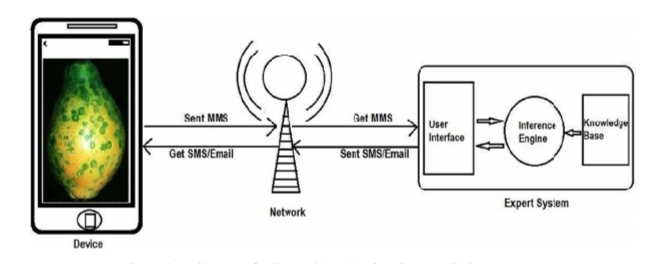 Sent MMS
Get MMS
Get SMS/Email
Sent SMS/Email
User
Interface
Inference
Engine
Knowledge
Base
Network
Expert System
Device